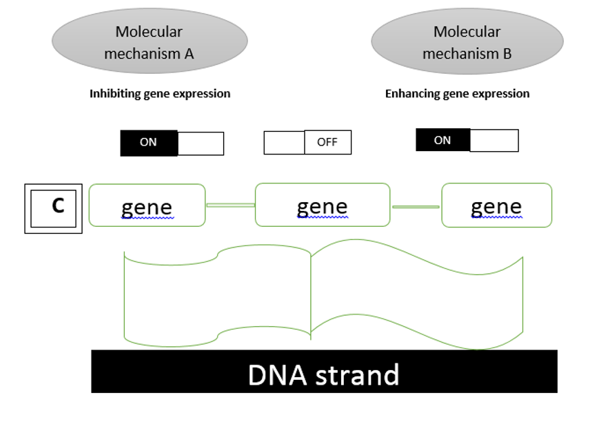 Molecular
mechanism A
Molecular
mechanism B
Inhibiting gene expression
Enhancing gene expression
ON
OFF
ON
C
gene
gene
gene
DNA strand